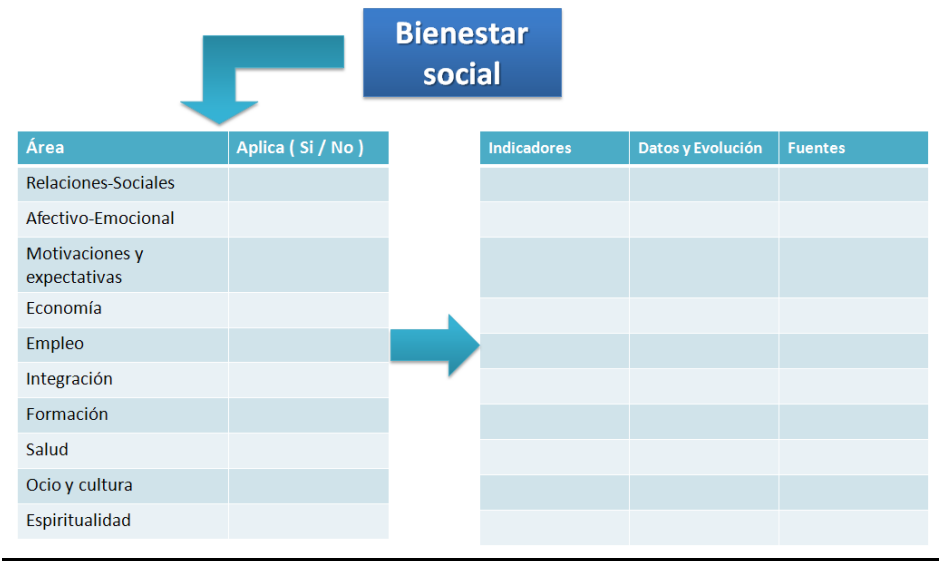 Bienestar
social
Área
Aplica ( Si / No )
Relaciones-Sociales
Afectivo-Emocional
Motivaciones y
expectativas
Economía
Empleo
Integración
Formación
Salud
Ocio y cultura
Espiritualidad
Indicadores
Datos y Evolución
Fuentes